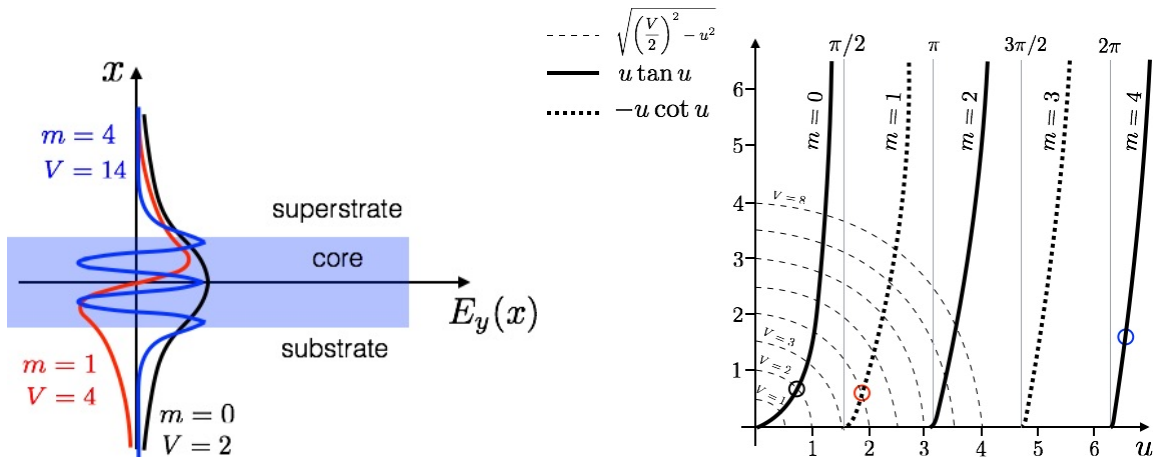 x
m = 4
V = 14
superstrate
core
E_y(x)
substrate
m = 1
V = 4
m = 0
V = 2
√((V/2)² − u²)
u tan u
−u cot u
π/2
π
3π/2
2π
m = 0
m = 1
m = 2
m = 3
m = 4
6
5
4
3
2
1
V = 8
V = 3
V = 2
V = 1
1
2
3
4
5
6
u